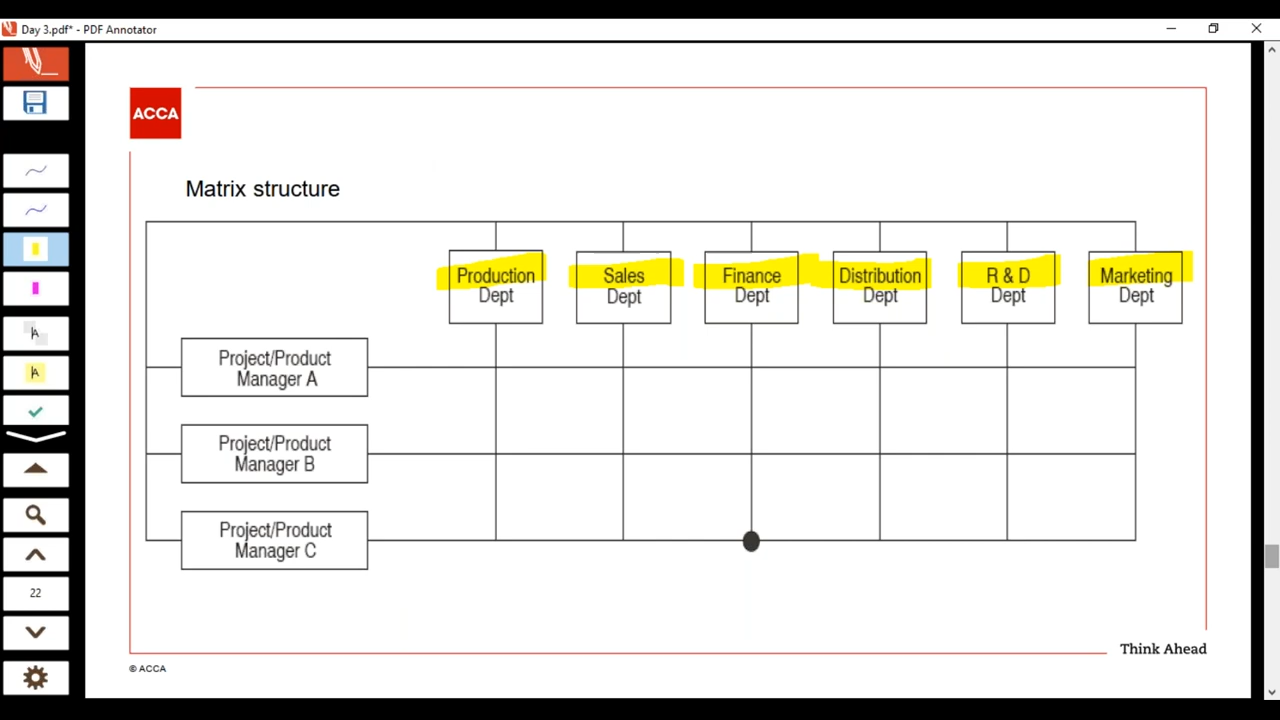 Day 3.pdf* - PDF Annotator
ACCA
Matrix structure
Production
Dept
Sales
Dept
Finance
Dept
Distribution
Dept
R & D
Dept
Marketing
Dept
Project/Product
Manager A
Project/Product
Manager B
Project/Product
Manager C
22
Think Ahead
© ACCA